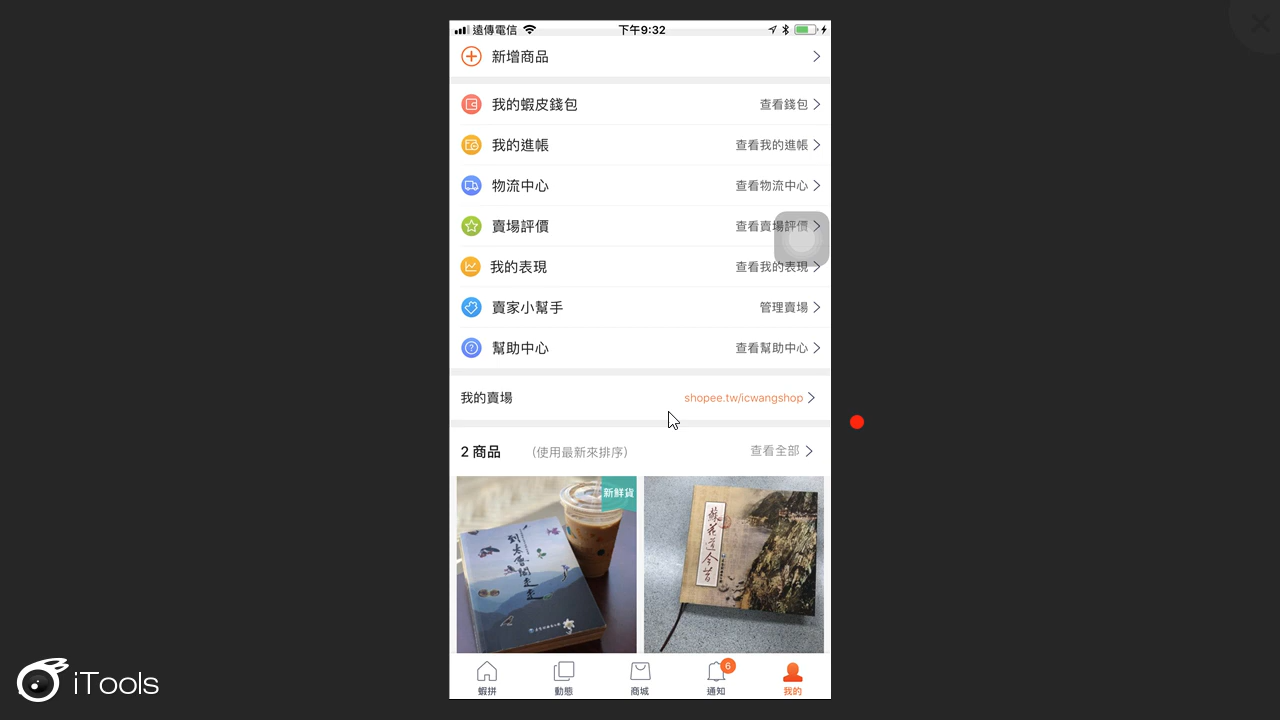 遠傳電信 下午9:32
新增商品
我的蝦皮錢包 查看錢包
我的進帳 查看我的進帳
物流中心 查看物流中心
賣場評價 查看賣場評價
我的表現 查看我的表現
賣家小幫手 管理賣場
幫助中心 查看幫助中心
我的賣場 shopee.tw/icwangshop
2 商品 (使用最新來排序) 查看全部
新鮮貨
蘇花道今昔
6
蝦拼 動態 商城 通知 我的
iTools